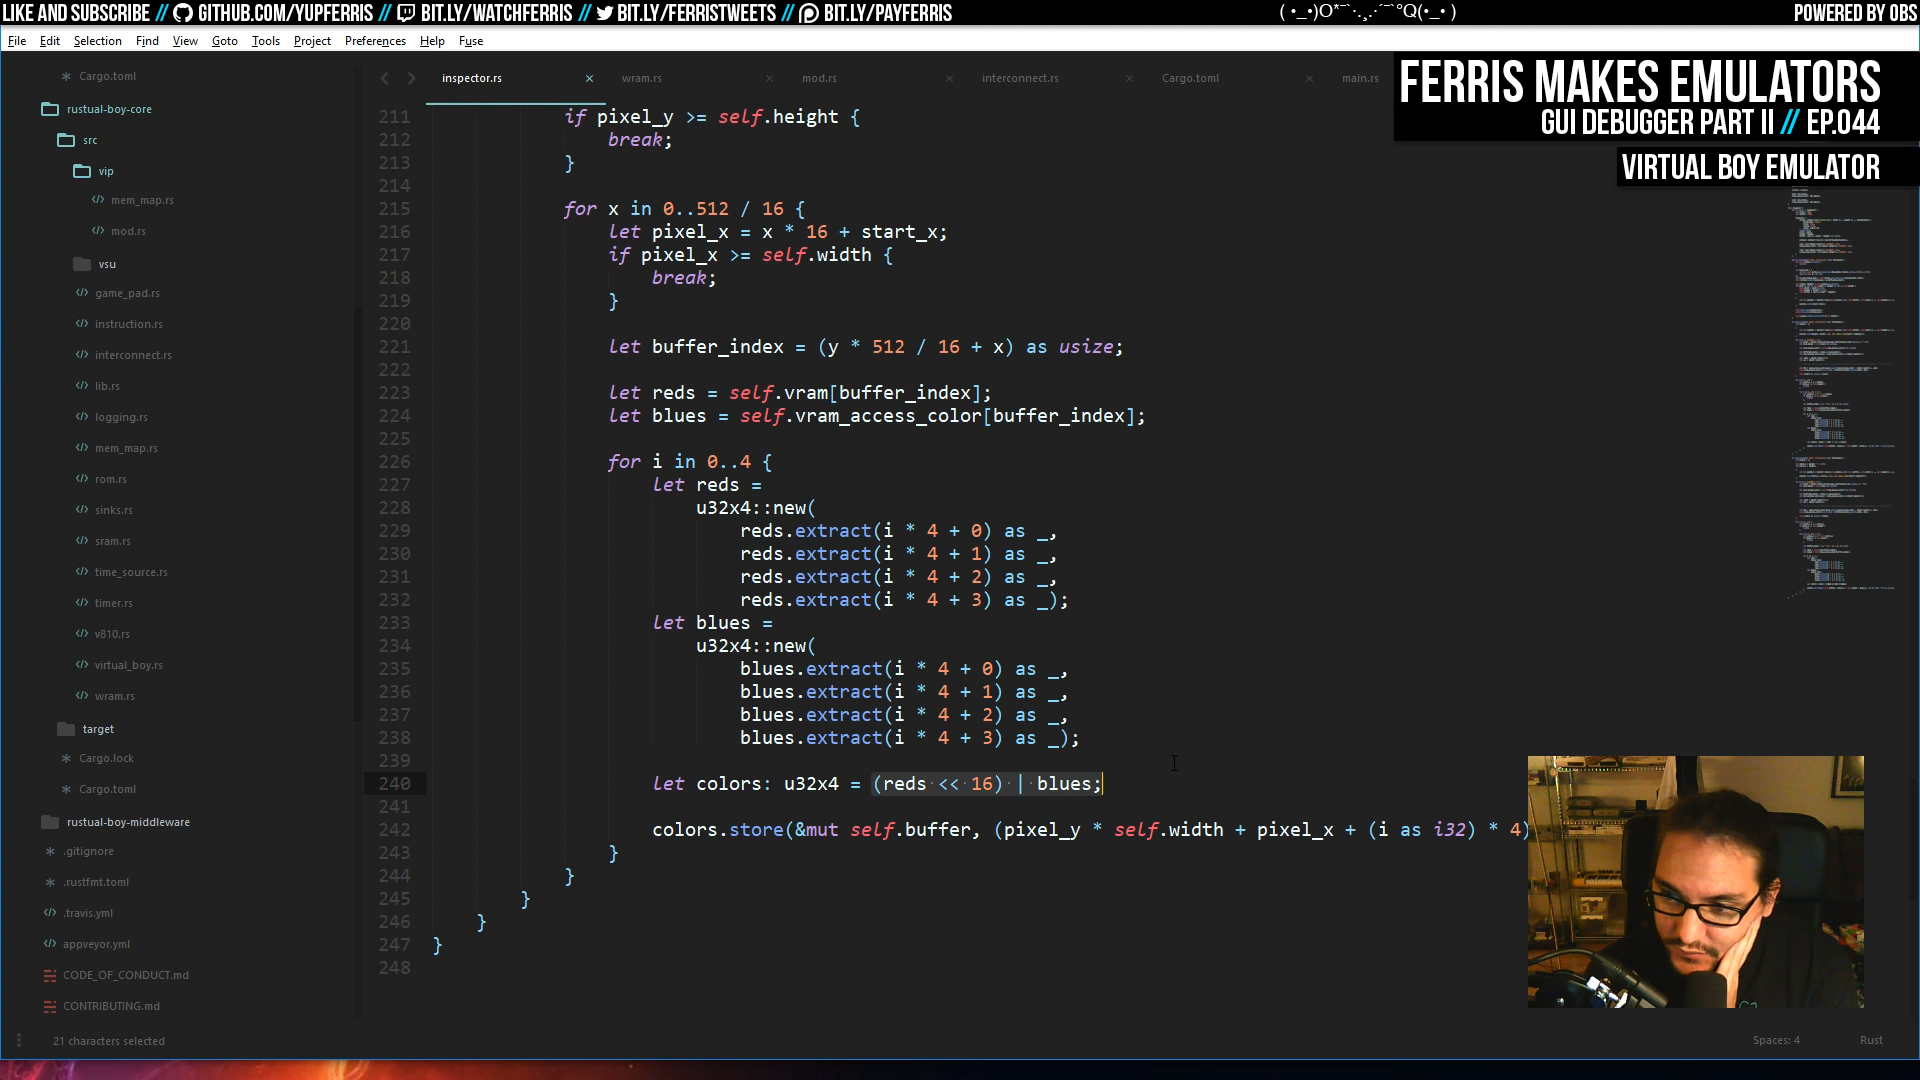 LIKE AND SUBSCRIBE // GITHUB.COM/YUPFERRIS // BIT.LY/WATCHFERRIS // BIT.LY/FERRISTWEETS // BIT.LY/PAYFERRIS
POWERED BY OBS
File Edit Selection Find View Goto Tools Project Preferences Help Fuse
FERRIS MAKES EMULATORS
GUI DEBUGGER PART II // EP.044
VIRTUAL BOY EMULATOR
Cargo.toml
rustual-boy-core
src
vip
mem_map.rs
mod.rs
vsu
game_pad.rs
instruction.rs
interconnect.rs
lib.rs
logging.rs
mem_map.rs
rom.rs
sinks.rs
sram.rs
time_source.rs
timer.rs
v810.rs
virtual_boy.rs
wram.rs
target
Cargo.lock
Cargo.toml
rustual-boy-middleware
.gitignore
.rustfmt.toml
.travis.yml
appveyor.yml
CODE_OF_CONDUCT.md
CONTRIBUTING.md
inspector.rs × wram.rs × mod.rs × interconnect.rs × Cargo.toml × main.rs
211 if pixel_y >= self.height {
212 break;
213 }
214
215 for x in 0..512 / 16 {
216 let pixel_x = x * 16 + start_x;
217 if pixel_x >= self.width {
218 break;
219 }
220
221 let buffer_index = (y * 512 / 16 + x) as usize;
222
223 let reds = self.vram[buffer_index];
224 let blues = self.vram_access_color[buffer_index];
225
226 for i in 0..4 {
227 let reds =
228 u32x4::new(
229 reds.extract(i * 4 + 0) as _,
230 reds.extract(i * 4 + 1) as _,
231 reds.extract(i * 4 + 2) as _,
232 reds.extract(i * 4 + 3) as _);
233 let blues =
234 u32x4::new(
235 blues.extract(i * 4 + 0) as _,
236 blues.extract(i * 4 + 1) as _,
237 blues.extract(i * 4 + 2) as _,
238 blues.extract(i * 4 + 3) as _);
239
240 let colors: u32x4 = (reds << 16) | blues;
241
242 colors.store(&mut self.buffer, (pixel_y * self.width + pixel_x + (i as i32) * 4)
243 }
244 }
245 }
246 }
247 }
248
21 characters selected
Spaces: 4 Rust